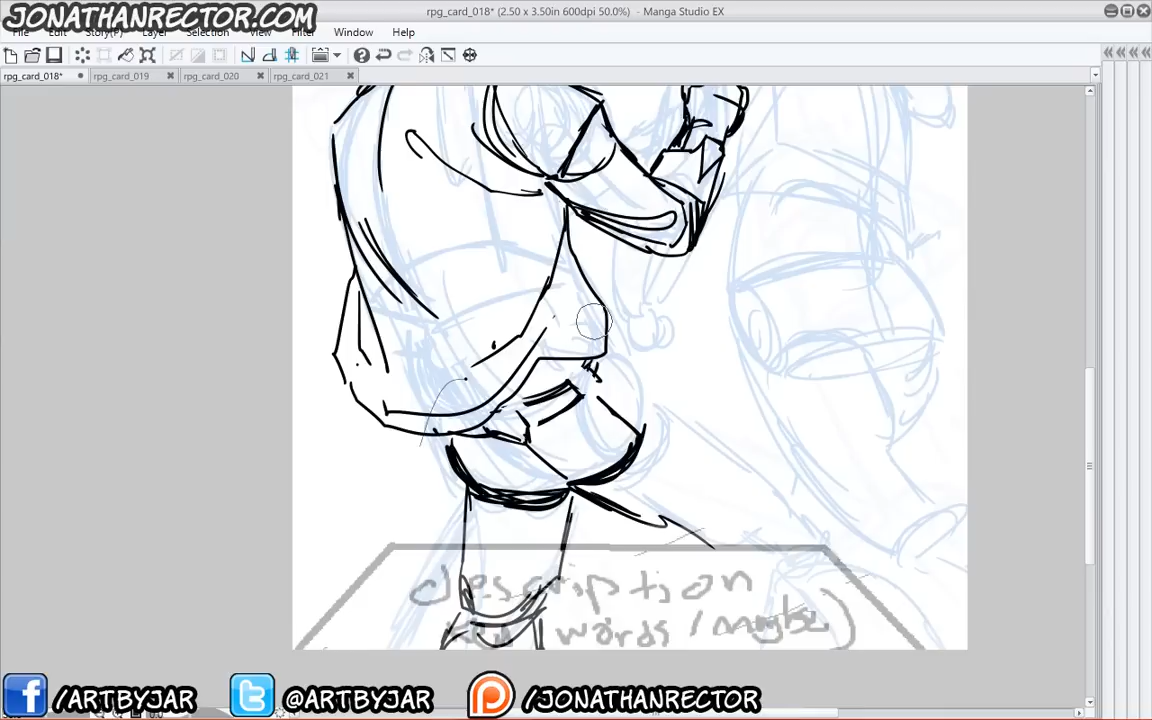 JONATHANRECTOR.COM
rpg_card_018* (2.50 x 3.50in 600dpi 50.0%) - Manga Studio EX
File Edit Story(P) Layer Selection View Filter Window Help
rpg_card_018* rpg_card_019 rpg_card_020 rpg_card_021
description
key words /(maybe)
/ARTBYJAR @ARTBYJAR /JONATHANRECTOR